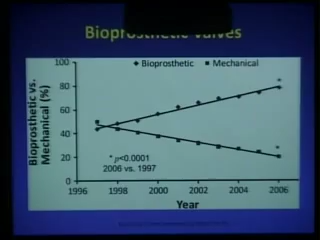 Bioprosthetic Valves
Bioprosthetic
Mechanical
Bioprosthetic vs.
Mechanical (%)
100
80
60
40
20
0
* p<0.0001
2006 vs. 1997
*
*
1996
1998
2000
2002
2004
2006
Year